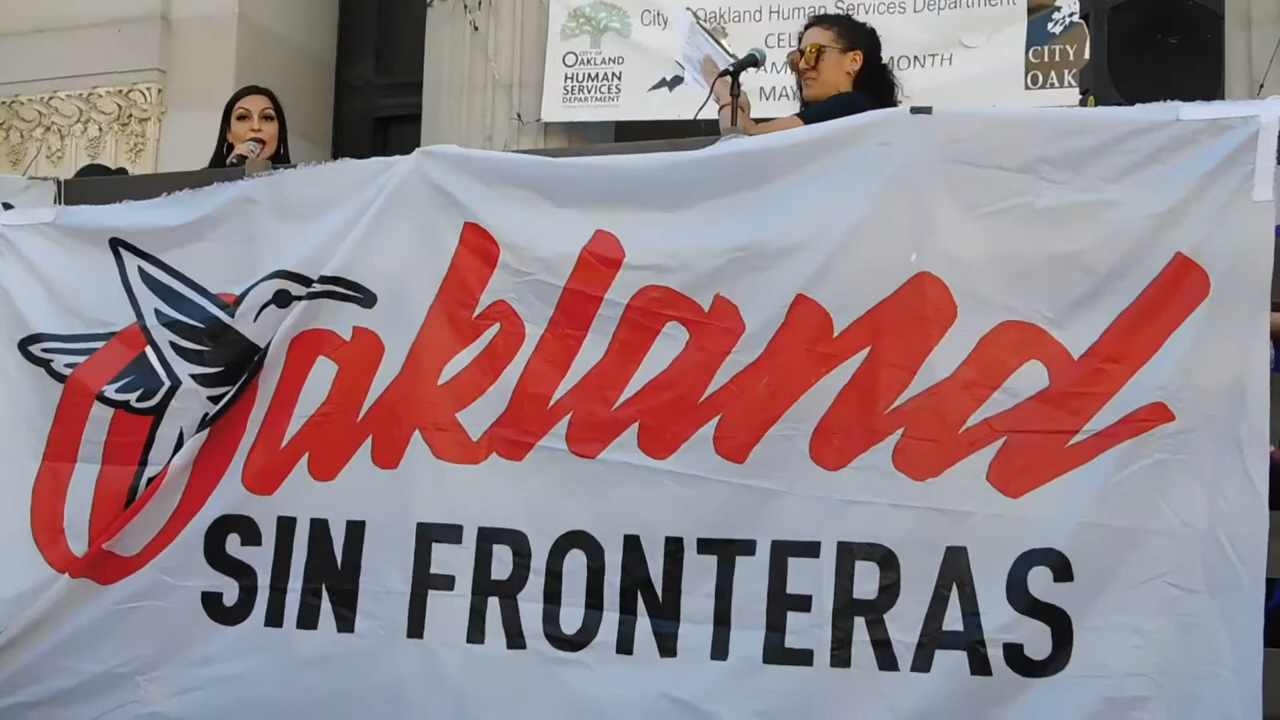 City Oakland Human Services Department
CITY OF
OAKLAND
HUMAN
SERVICES
DEPARTMENT
MONTH
MAY
CITY
OAK
Oakland
SIN FRONTERAS